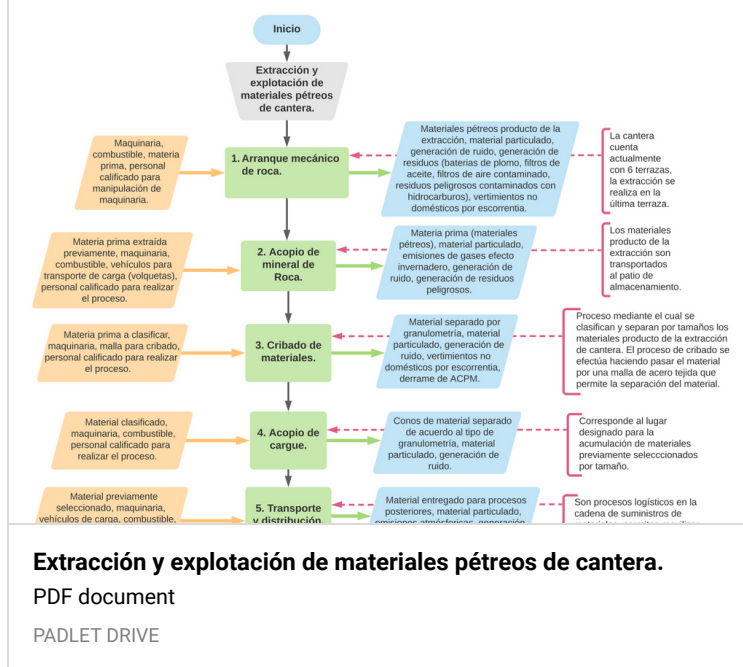 Inicio
Extracción y
explotación de
materiales pétreos
de cantera.
Maquinaria,
combustible, materia
prima, personal
calificado para
manipulación de
maquinaria.
1. Arranque mecánico
de roca.
Materiales pétreos producto de la
extracción, material particulado,
generación de ruido, generación de
residuos (baterias de plomo, filtros de
aceite, filtros de aire contaminado,
residuos peligrosos contaminados con
hidrocarburos), vertimientos no
domésticos por escorrentia.
La cantera
cuenta
actualmente
con 6 terrazas,
la extracción se
realiza en la
última terraza.
Materia prima extraída
previamente, maquinaria,
combustible, vehículos para
transporte de carga (volquetas),
personal calificado para realizar
el proceso.
2. Acopio de
mineral de
Roca.
Materia prima (materiales
pétreos), material particulado,
emisiones de gases efecto
invernadero, generación de
ruido, generación de residuos
peligrosos.
Los materiales
producto de la
extracción son
transportados
al patio de
almacenamiento.
Materia prima a clasificar,
maquinaria, malla para cribado,
personal calificado para realizar
el proceso.
3. Cribado de
materiales.
Material separado por
granulometría, material
particulado, generación de
ruido, vertimientos no
domésticos por escorrentia,
derrame de ACPM.
Proceso mediante el cual se
clasifican y separan por tamaños los
materiales producto de la extracción
de cantera. El proceso de cribado se
efectúa haciendo pasar el material
por una malla de acero tejida que
permite la separación del material.
Material clasificado,
maquinaria, combustible,
personal calificado para
realizar el proceso.
4. Acopio de
cargue.
Conos de material separado
de acuerdo al tipo de
granulometría, material
particulado, generación de
ruido.
Corresponde al lugar
designado para la
acumulación de materiales
previamente selecccionados
por tamaño.
Material previamente
seleccionado, maquinaria,
vehículos de carga, combustible,
5. Transporte
y distribución.
Material entregado para procesos
posteriores, material particulado,
emisiones atmósfericas, generación
Son procesos logísticos en la
cadena de suministros de
Extracción y explotación de materiales pétreos de cantera.
PDF document
PADLET DRIVE